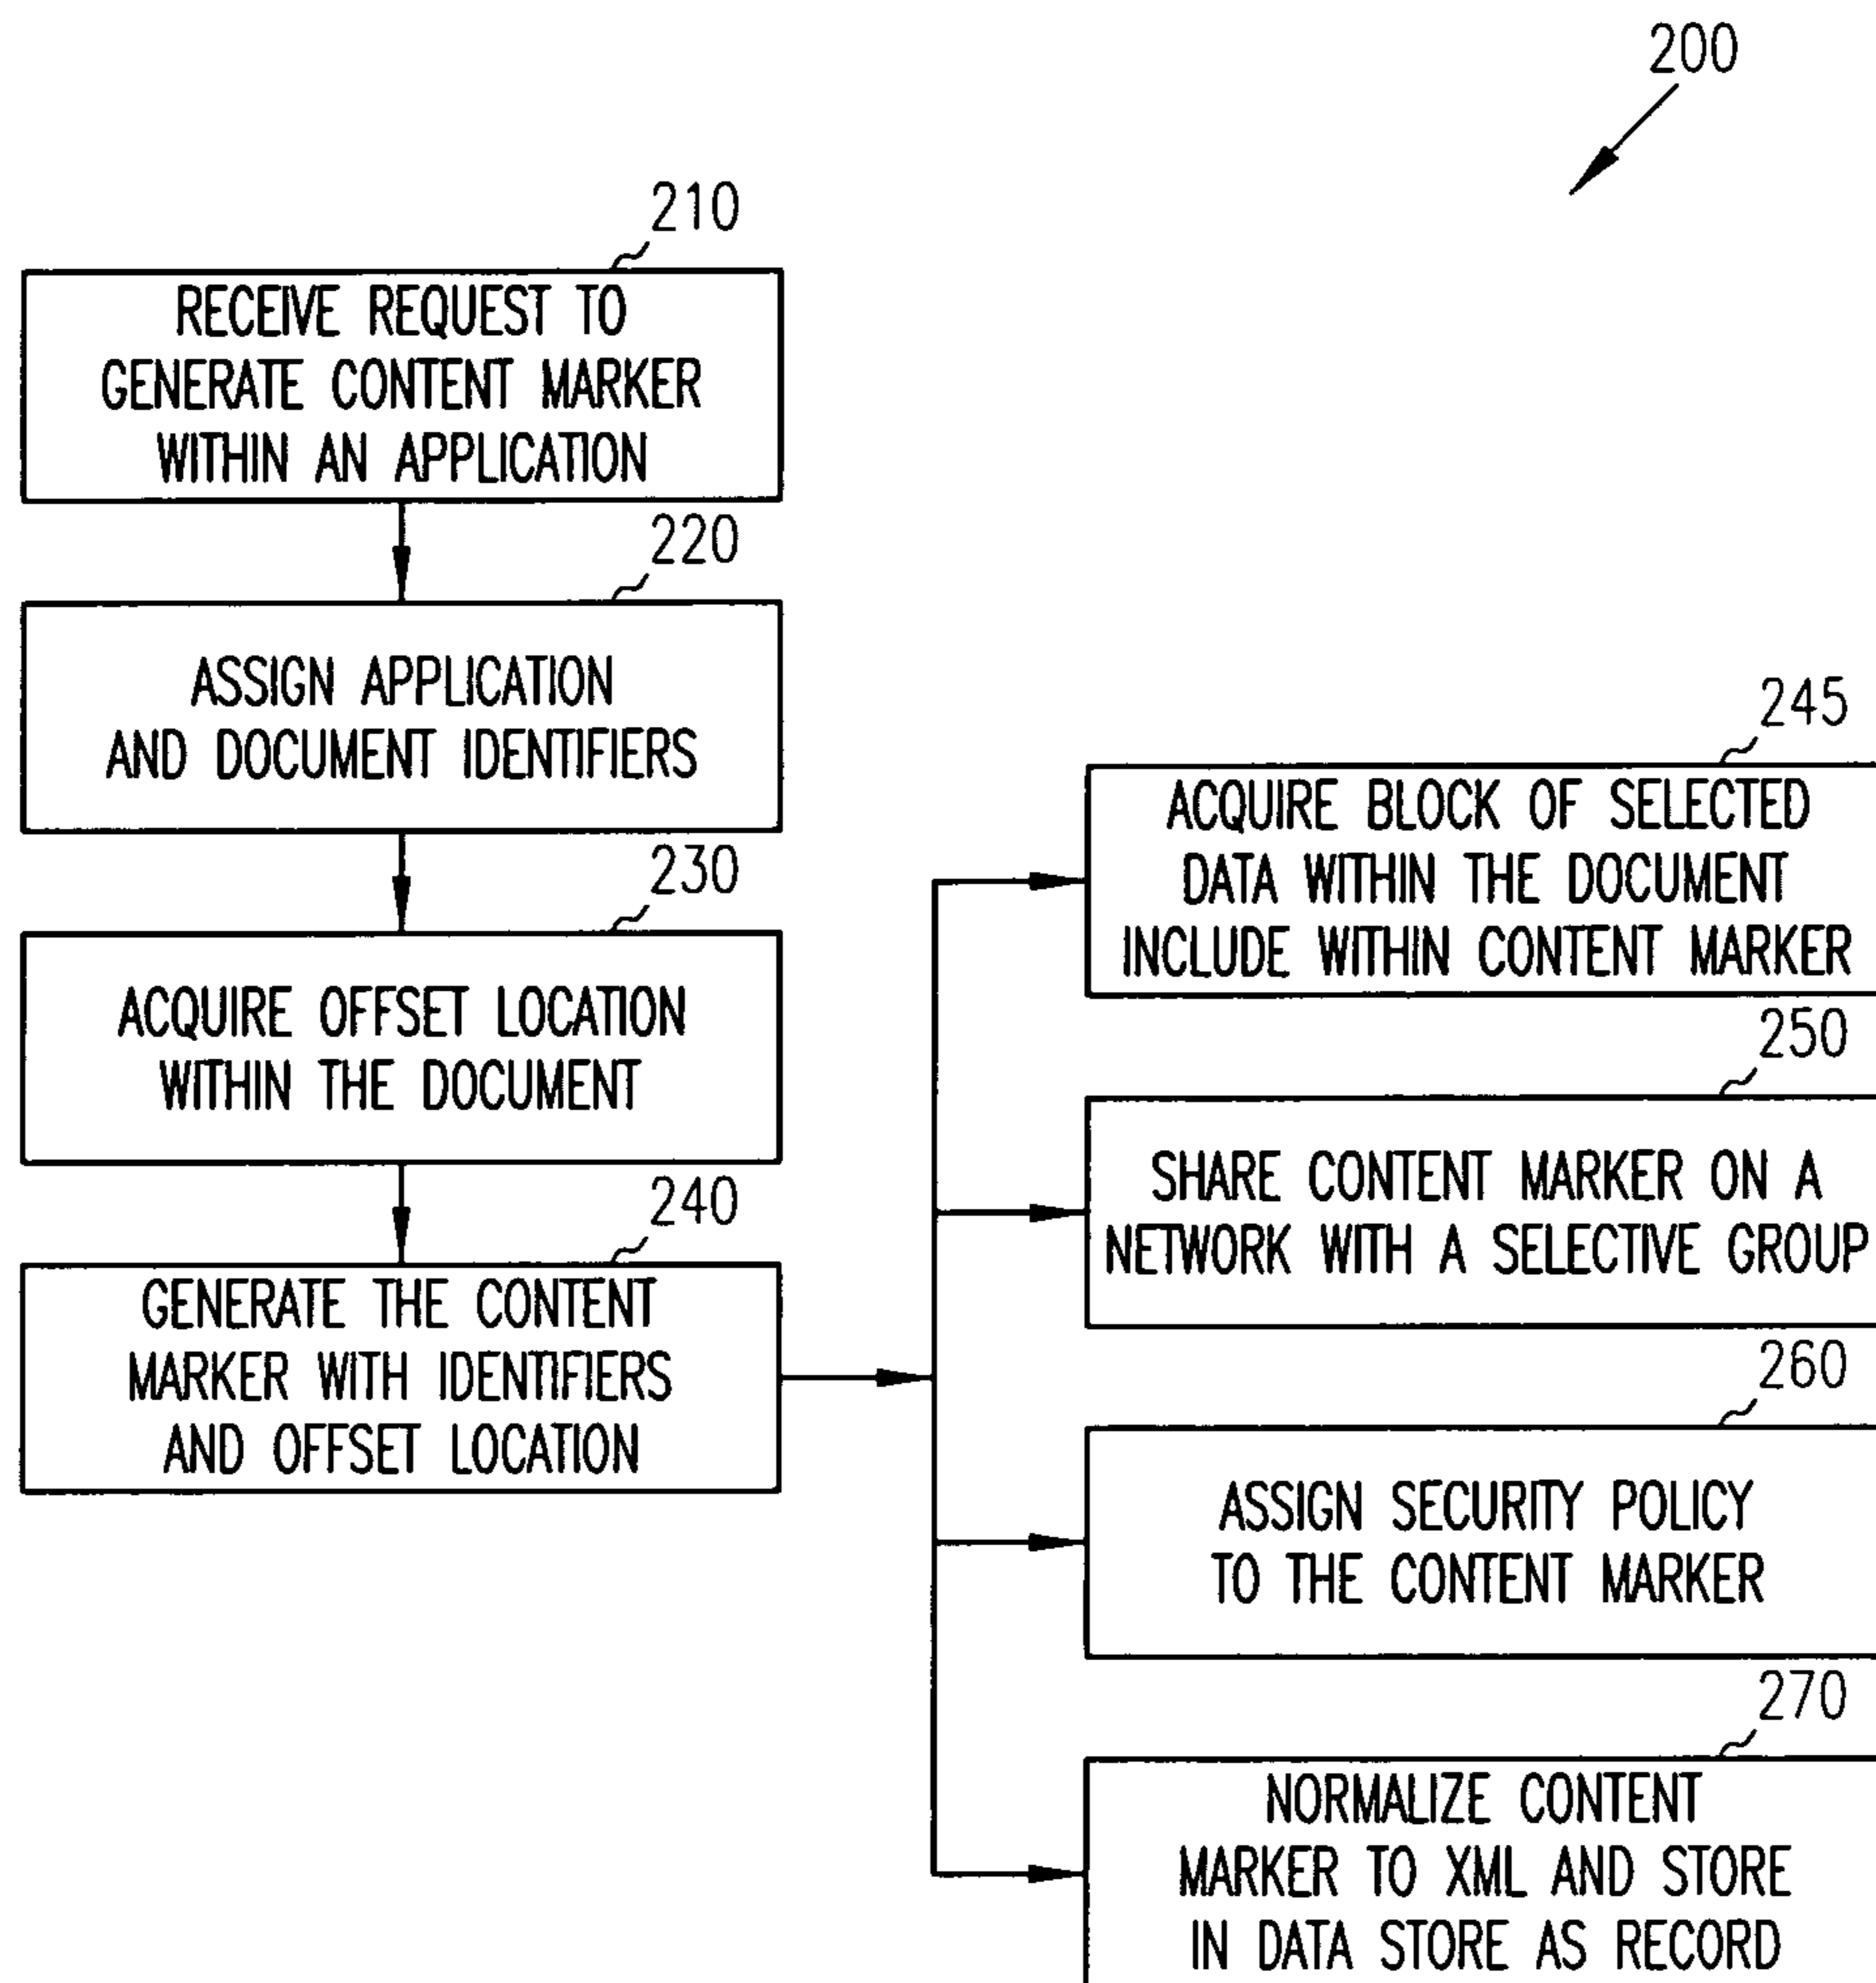 200
210
RECEIVE REQUEST TO
GENERATE CONTENT MARKER
WITHIN AN APPLICATION
220
ASSIGN APPLICATION
AND DOCUMENT IDENTIFIERS
230
ACQUIRE OFFSET LOCATION
WITHIN THE DOCUMENT
240
GENERATE THE CONTENT
MARKER WITH IDENTIFIERS
AND OFFSET LOCATION
245
ACQUIRE BLOCK OF SELECTED
DATA WITHIN THE DOCUMENT
INCLUDE WITHIN CONTENT MARKER
250
SHARE CONTENT MARKER ON A
NETWORK WITH A SELECTIVE GROUP
260
ASSIGN SECURITY POLICY
TO THE CONTENT MARKER
270
NORMALIZE CONTENT
MARKER TO XML AND STORE
IN DATA STORE AS RECORD